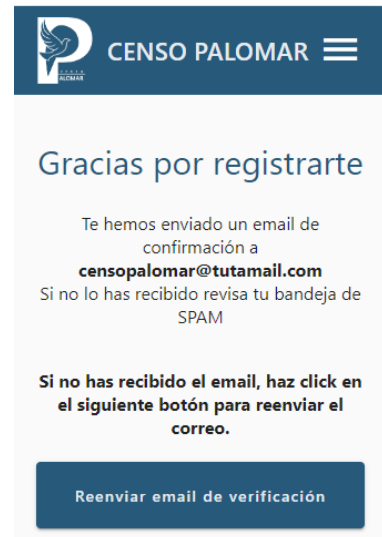 CENSO
ALOMAR
CENSO PALOMAR
Gracias por registrarte
Te hemos enviado un email de
confirmación a
censopalomar@tutamail.com
Si no lo has recibido revisa tu bandeja de
SPAM
Si no has recibido el email, haz click en
el siguiente botón para reenviar el
correo.
Reenviar email de verificación